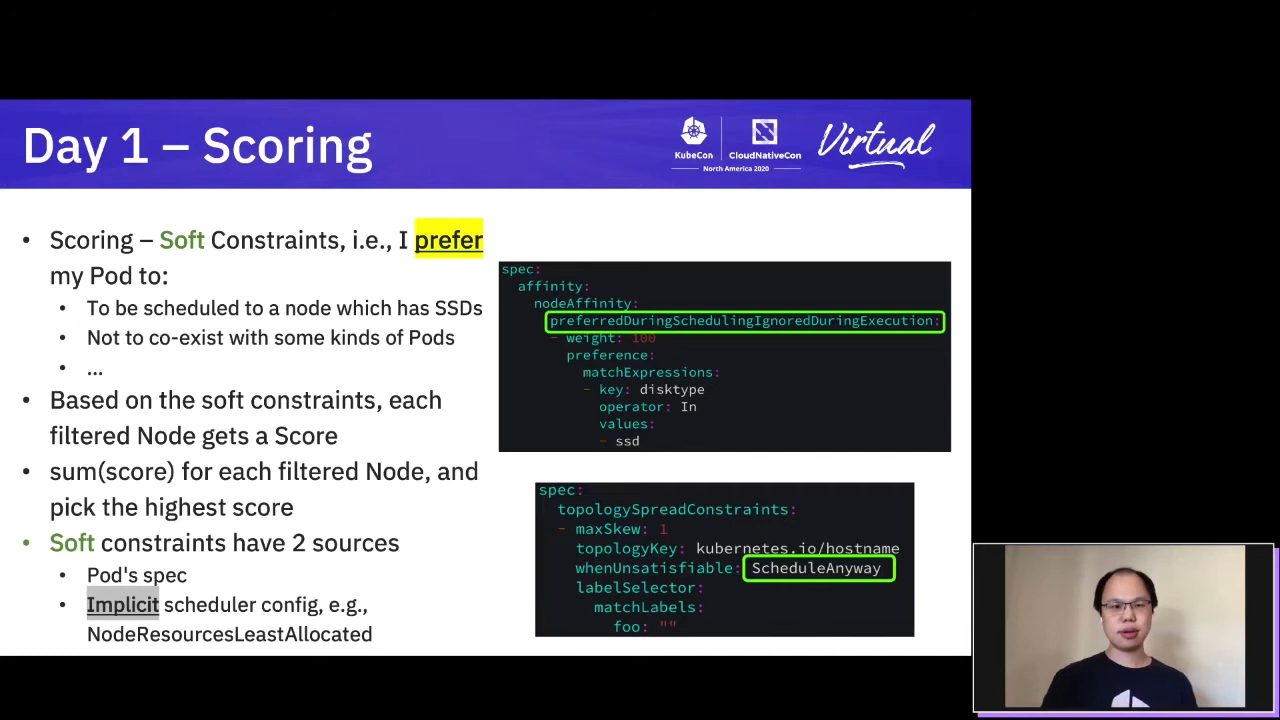 Day 1 – Scoring
KubeCon
CloudNativeCon
North America 2020
Virtual
• Scoring – Soft Constraints, i.e., I prefer
my Pod to:
• To be scheduled to a node which has SSDs
• Not to co-exist with some kinds of Pods
• ...
• Based on the soft constraints, each
filtered Node gets a Score
• sum(score) for each filtered Node, and
pick the highest score
• Soft constraints have 2 sources
• Pod's spec
• Implicit scheduler config, e.g.,
NodeResourcesLeastAllocated
spec:
affinity:
nodeAffinity:
preferredDuringSchedulingIgnoredDuringExecution:
- weight: 100
preference:
matchExpressions:
- key: disktype
operator: In
values:
- ssd
spec:
topologySpreadConstraints:
- maxSkew: 1
topologyKey: kubernetes.io/hostname
whenUnsatisfiable: ScheduleAnyway
labelSelector:
matchLabels:
foo: ""